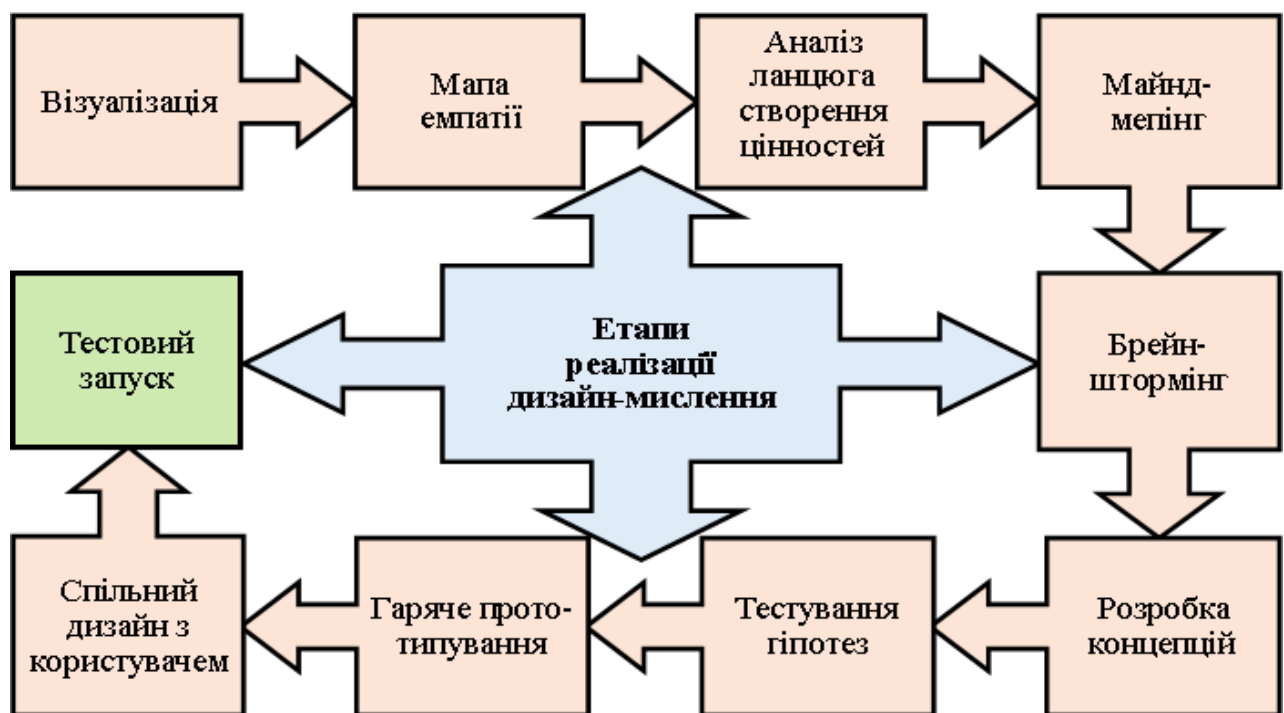 Візуалізація
Мапа
емпатії
Аналіз
ланцюга
створення
цінностей
Майнд-
мепінг
Тестовий
запуск
Етапи
реалізації
дизайн-мислення
Брейн-
штормінг
Спільний
дизайн з
користувачем
Гаряче прото-
типування
Тестування
гіпотез
Розробка
концепцій